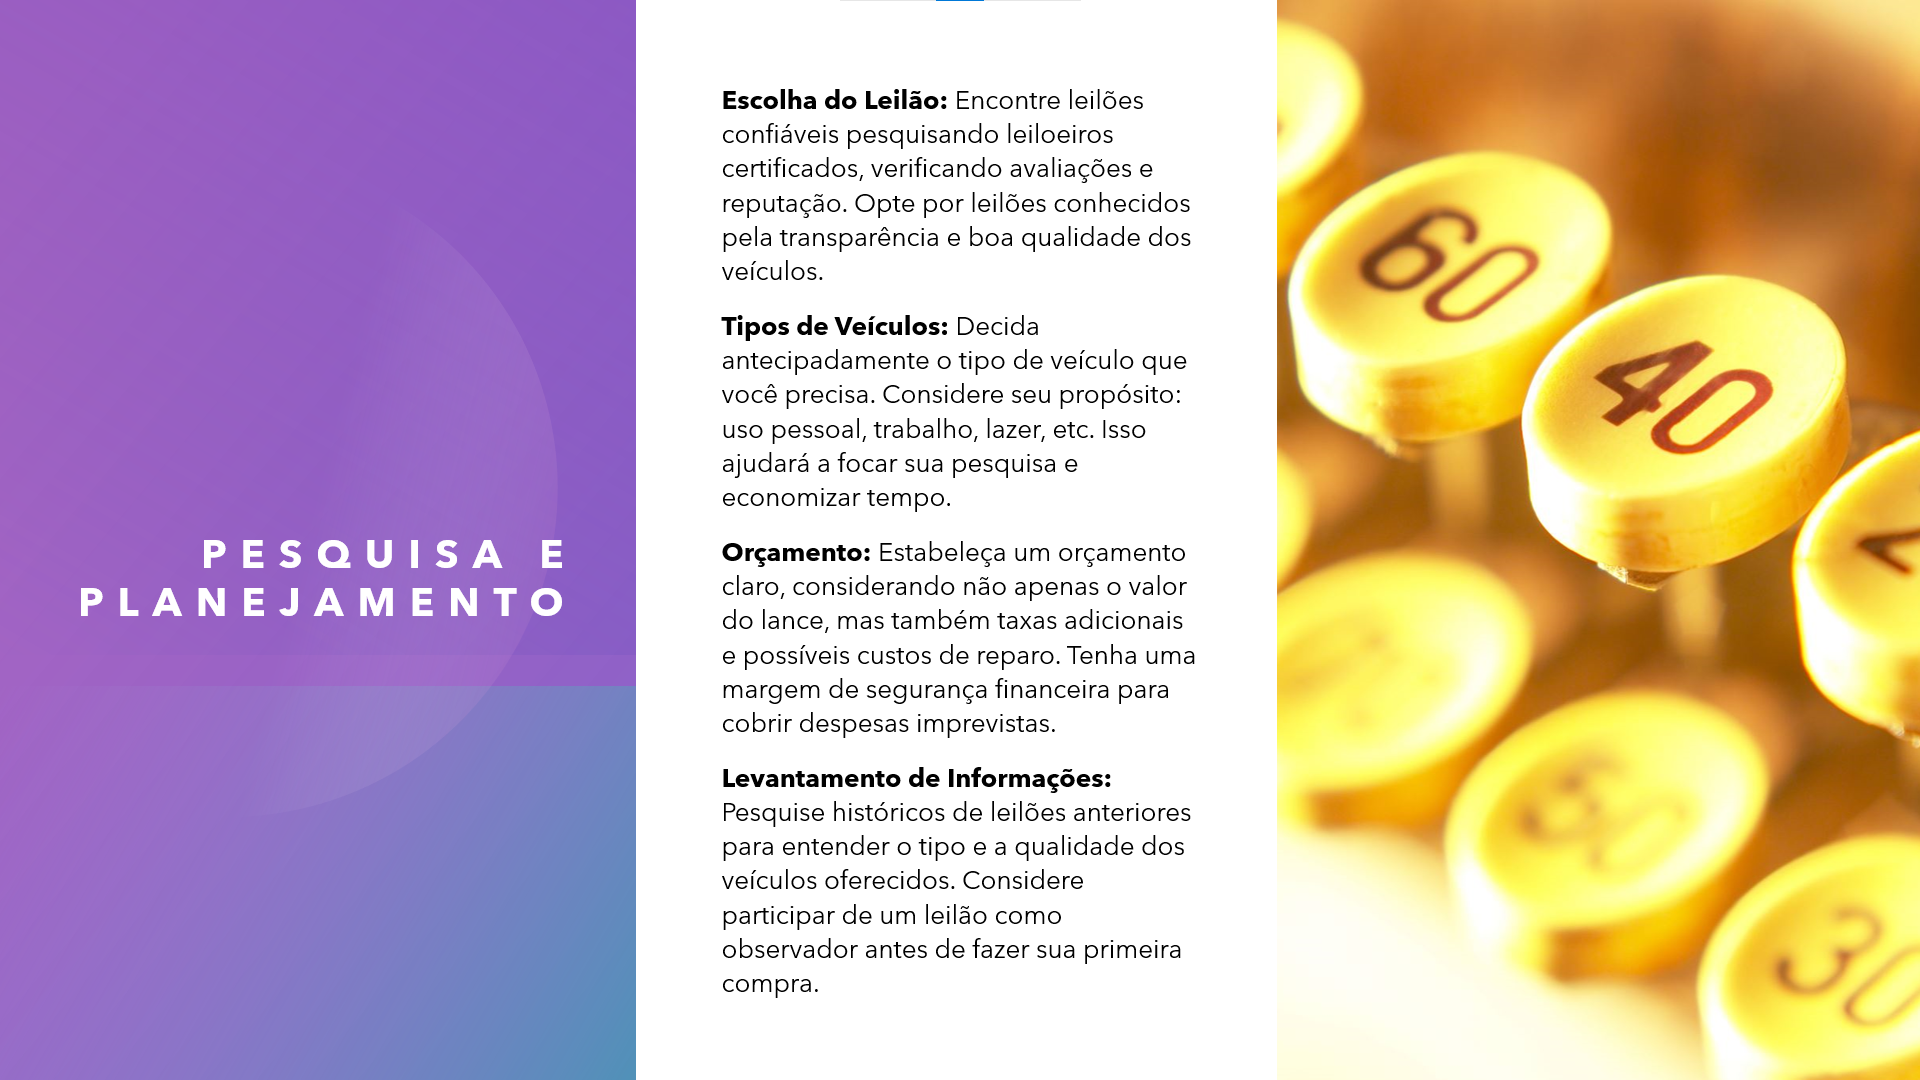 PESQUISA E
PLANEJAMENTO
Escolha do Leilão: Encontre leilões
confiáveis pesquisando leiloeiros
certificados, verificando avaliações e
reputação. Opte por leilões conhecidos
pela transparência e boa qualidade dos
veículos.
Tipos de Veículos: Decida
antecipadamente o tipo de veículo que
você precisa. Considere seu propósito:
uso pessoal, trabalho, lazer, etc. Isso
ajudará a focar sua pesquisa e
economizar tempo.
Orçamento: Estabeleça um orçamento
claro, considerando não apenas o valor
do lance, mas também taxas adicionais
e possíveis custos de reparo. Tenha uma
margem de segurança financeira para
cobrir despesas imprevistas.
Levantamento de Informações:
Pesquise históricos de leilões anteriores
para entender o tipo e a qualidade dos
veículos oferecidos. Considere
participar de um leilão como
observador antes de fazer sua primeira
compra.
60
40
50
30